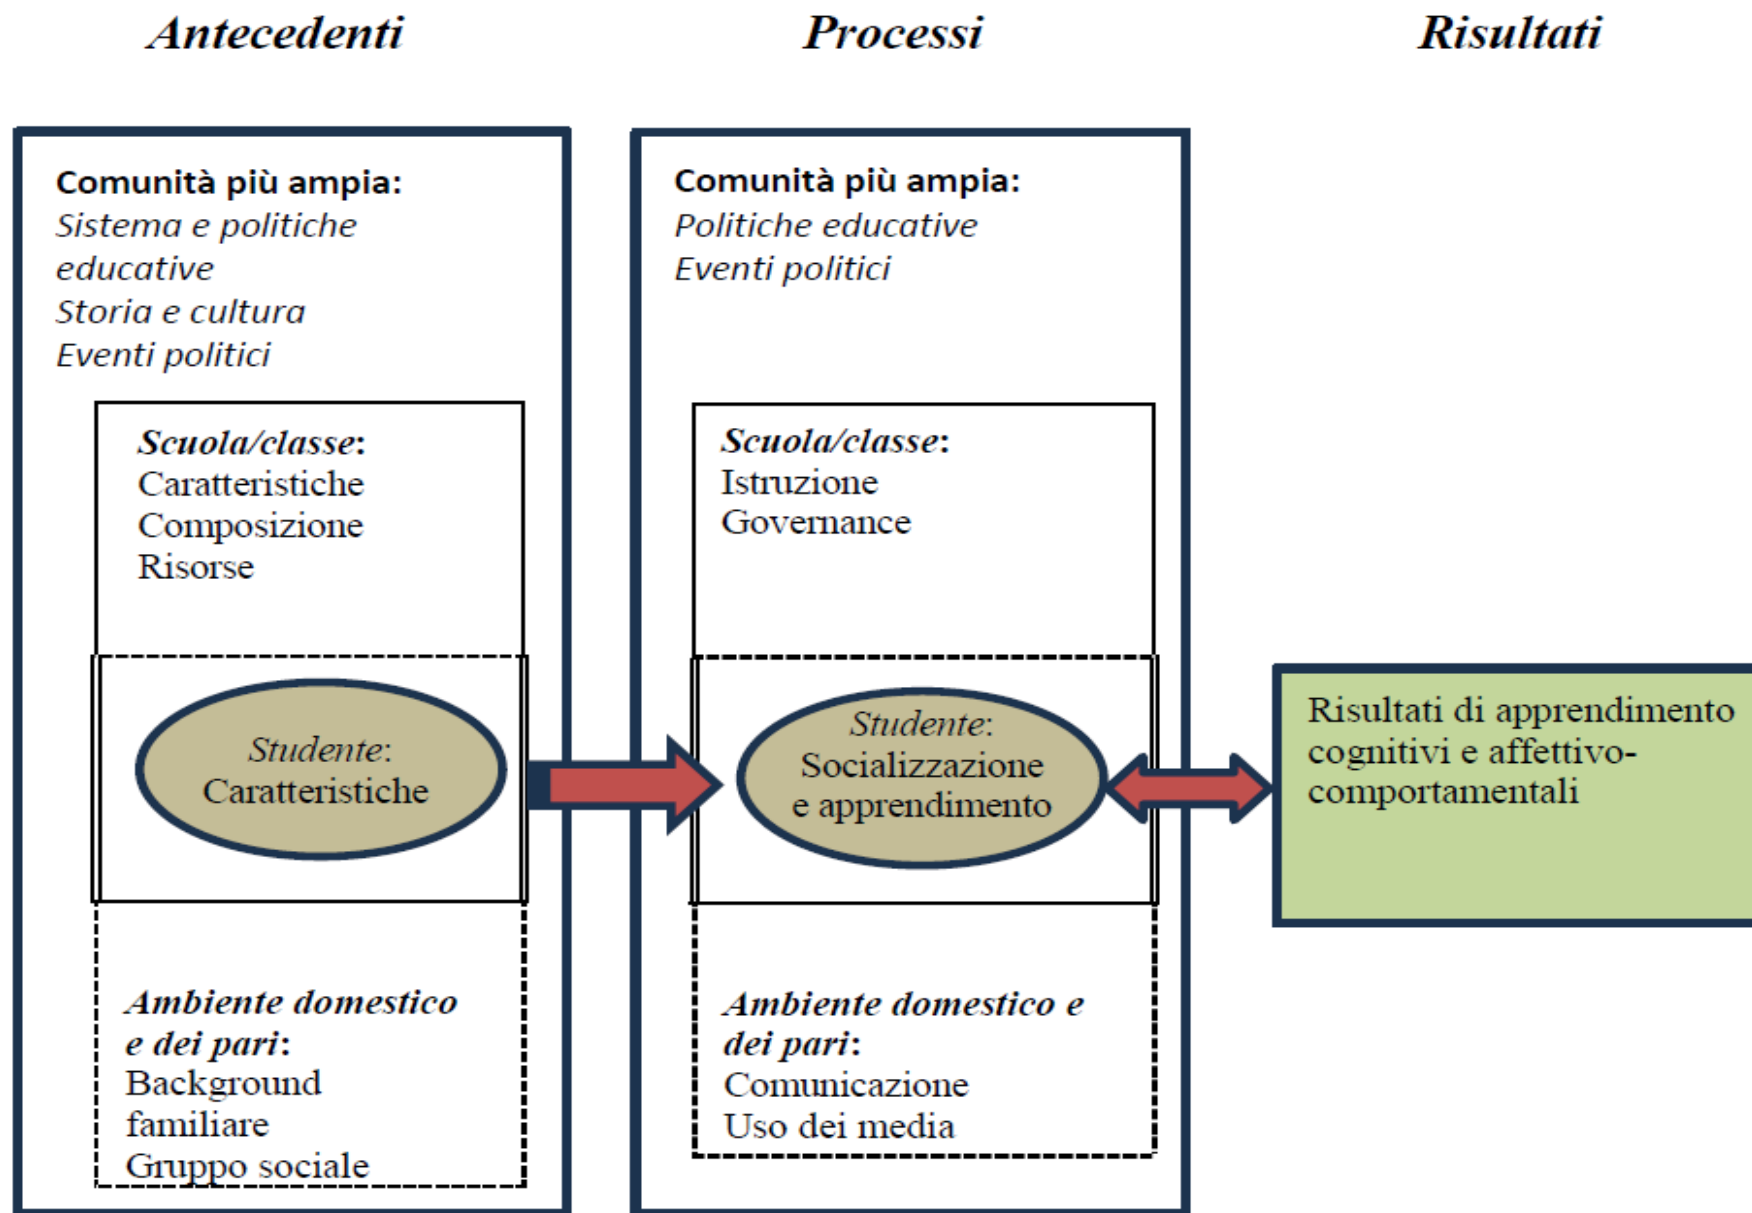 Antecedenti
Processi
Risultati
Comunità più ampia:
Sistema e politiche
educative
Storia e cultura
Eventi politici
Scuola/classe:
Caratteristiche
Composizione
Risorse
Studente:
Caratteristiche
Ambiente domestico
e dei pari:
Background
familiare
Gruppo sociale
Comunità più ampia:
Politiche educative
Eventi politici
Scuola/classe:
Istruzione
Governance
Studente:
Socializzazione
e apprendimento
Ambiente domestico e
dei pari:
Comunicazione
Uso dei media
Risultati di apprendimento
cognitivi e affettivo-
comportamentali